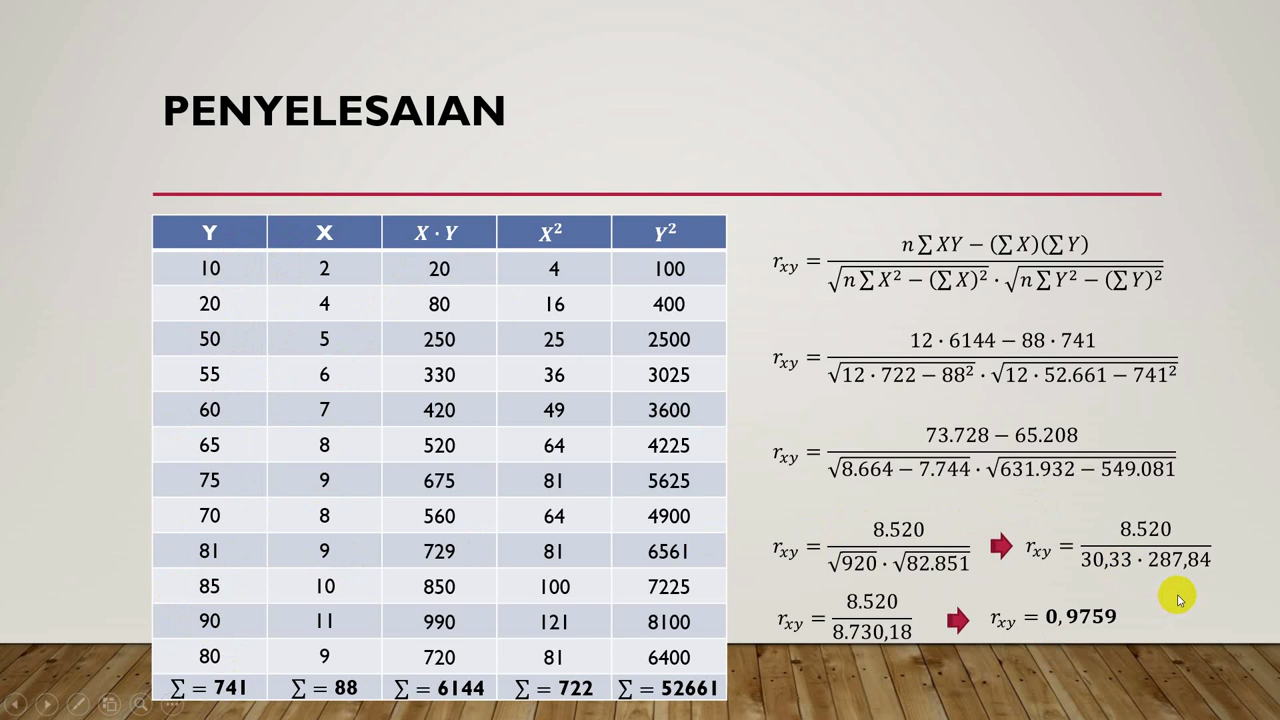 PENYELESAIAN
Y X X · Y X² Y²
10 2 20 4 100
20 4 80 16 400
50 5 250 25 2500
55 6 330 36 3025
60 7 420 49 3600
65 8 520 64 4225
75 9 675 81 5625
70 8 560 64 4900
81 9 729 81 6561
85 10 850 100 7225
90 11 990 121 8100
80 9 720 81 6400
∑ = 741 ∑ = 88 ∑ = 6144 ∑ = 722 ∑ = 52661
n ∑ XY − (∑ X)(∑ Y)
r_xy =
√n ∑ X² − (∑ X)² · √n ∑ Y² − (∑ Y)²
12 · 6144 − 88 · 741
r_xy =
√12 · 722 − 88² · √12 · 52.661 − 741²
73.728 − 65.208
r_xy =
√8.664 − 7.744 · √631.932 − 549.081
8.520 8.520
r_xy = r_xy =
√920 · √82.851 30,33 · 287,84
8.520
r_xy = r_xy = 0,9759
8.730,18